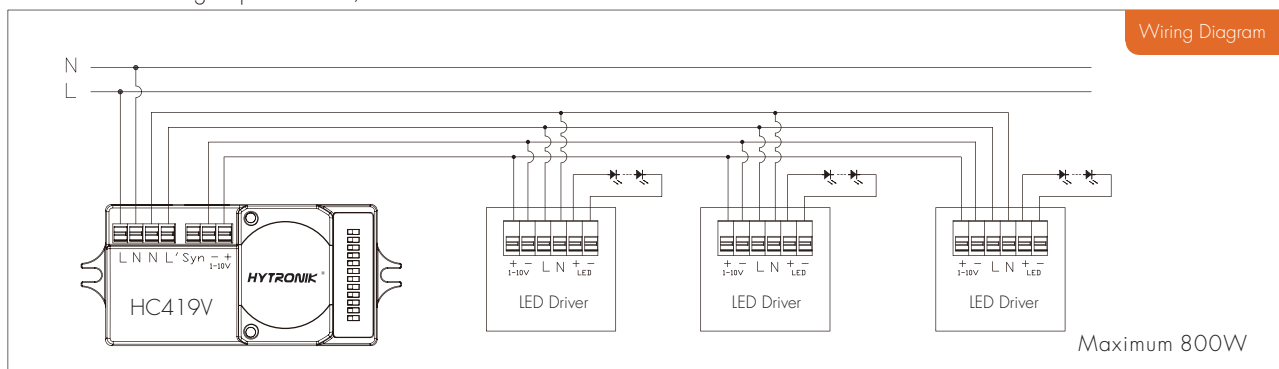 Wiring Diagram
N
L
L N N L' Syn - +
1-10V
HYTRONIK®
HC419V
+ - L N + -
1-10V LED
LED Driver
+ - L N + -
1-10V LED
LED Driver
+ - L N + -
1-10V LED
LED Driver
Maximum 800W